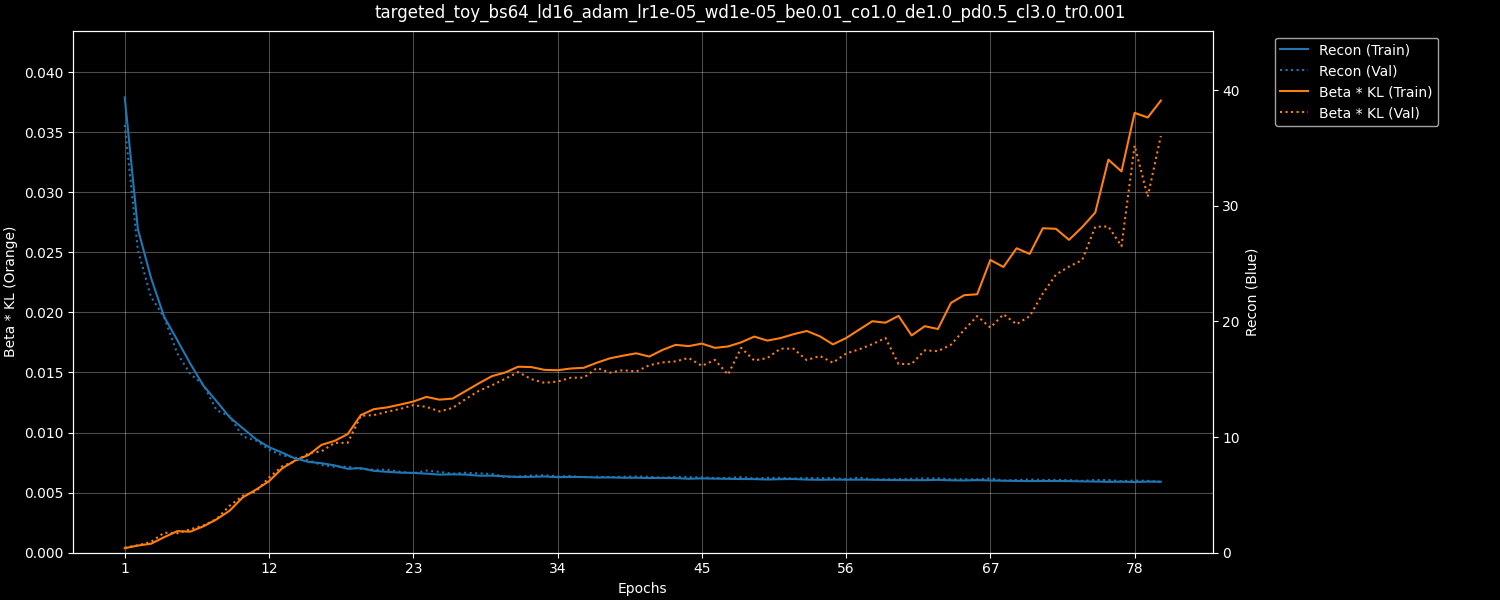 targeted_toy_bs64_ld16_adam_lr1e-05_wd1e-05_be0.01_co1.0_de1.0_pd0.5_cl3.0_tr0.001
Recon (Train)
Recon (Val)
Beta * KL (Train)
Beta * KL (Val)
Beta * KL (Orange)
0.040
0.035
0.030
0.025
0.020
0.015
0.010
0.005
0.000
40
30
20
10
0
Recon (Blue)
1
12
23
34
45
56
67
78
Epochs